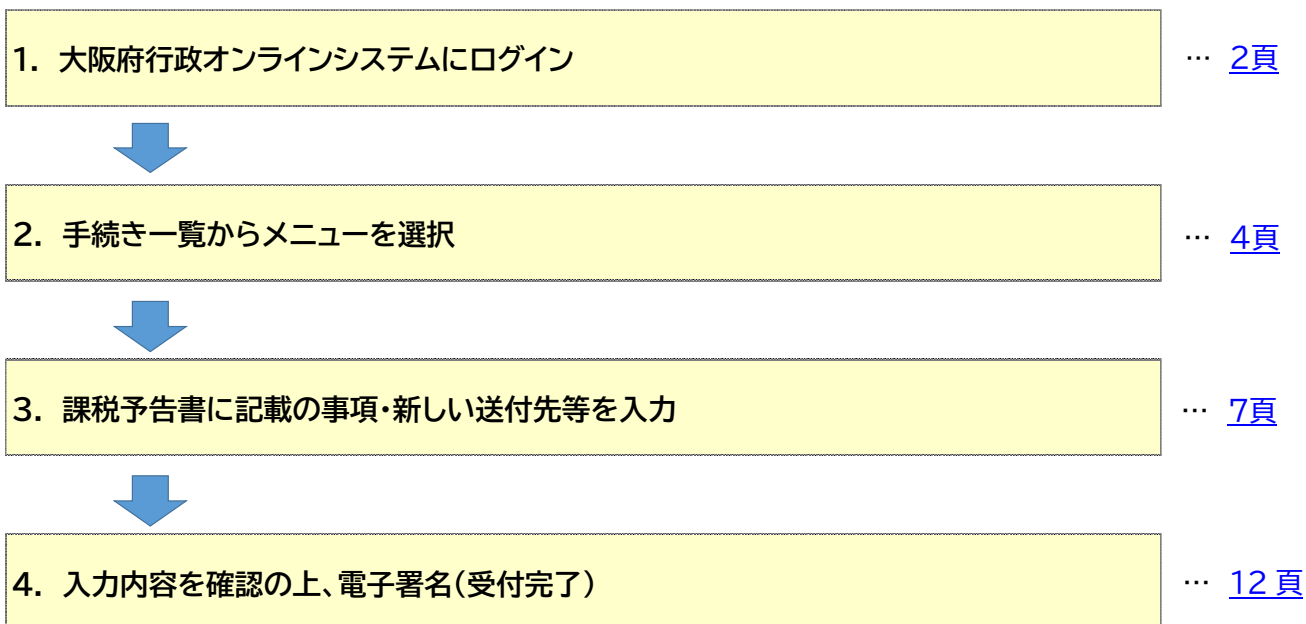 1. 大阪府行政オンラインシステムにログイン … 2頁
2. 手続き一覧からメニューを選択 … 4頁
3. 課税予告書に記載の事項・新しい送付先等を入力 … 7頁
4. 入力内容を確認の上、電子署名(受付完了) … 12 頁